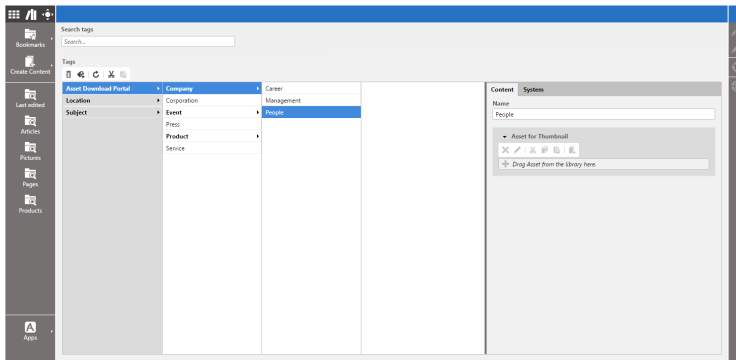 Search tags
Search...
Bookmarks
Create Content
Last edited
Articles
Pictures
Pages
Products
A
Apps
Tags
Asset Download Portal
Location
Subject
Company
Corporation
Event
Press
Product
Service
Career
Management
People
Content System
Name
People
Asset for Thumbnail
Drag Asset from the library here.